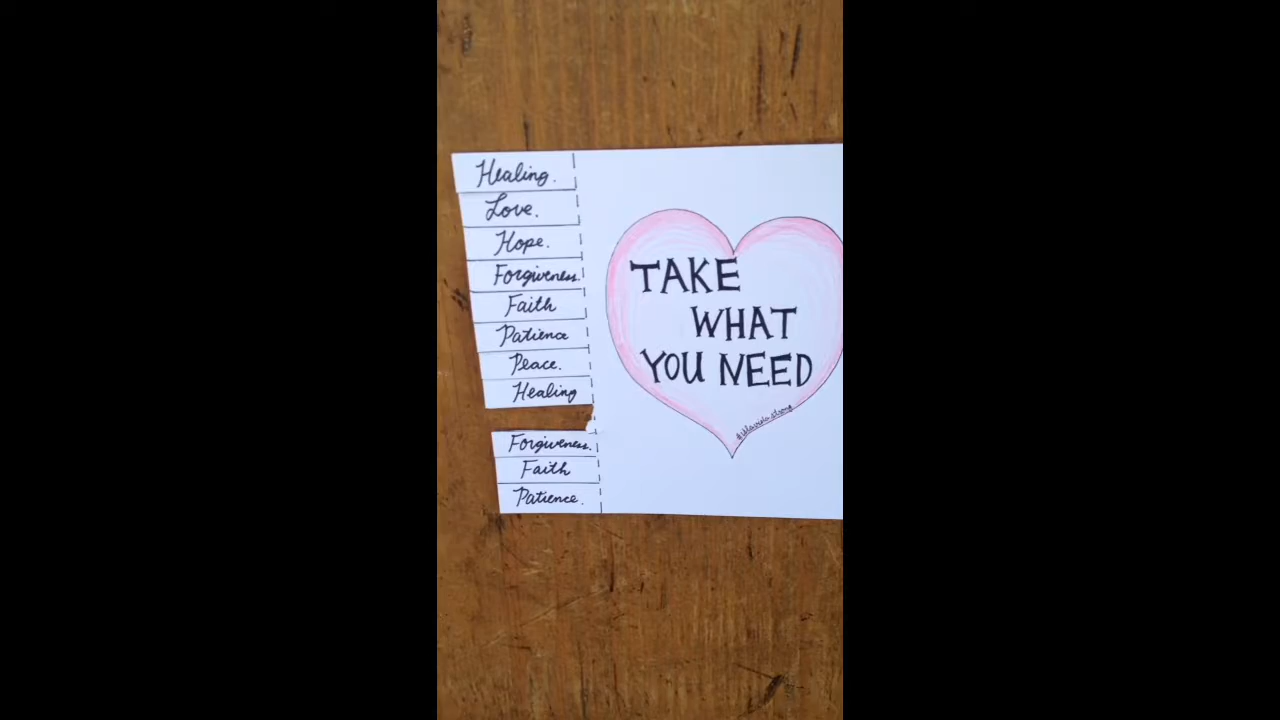 Healing.
Love.
Hope.
Forgiveness.
Faith
Patience
Peace.
Healing
Forgiveness.
Faith
Patience.
TAKE
WHAT
YOU NEED